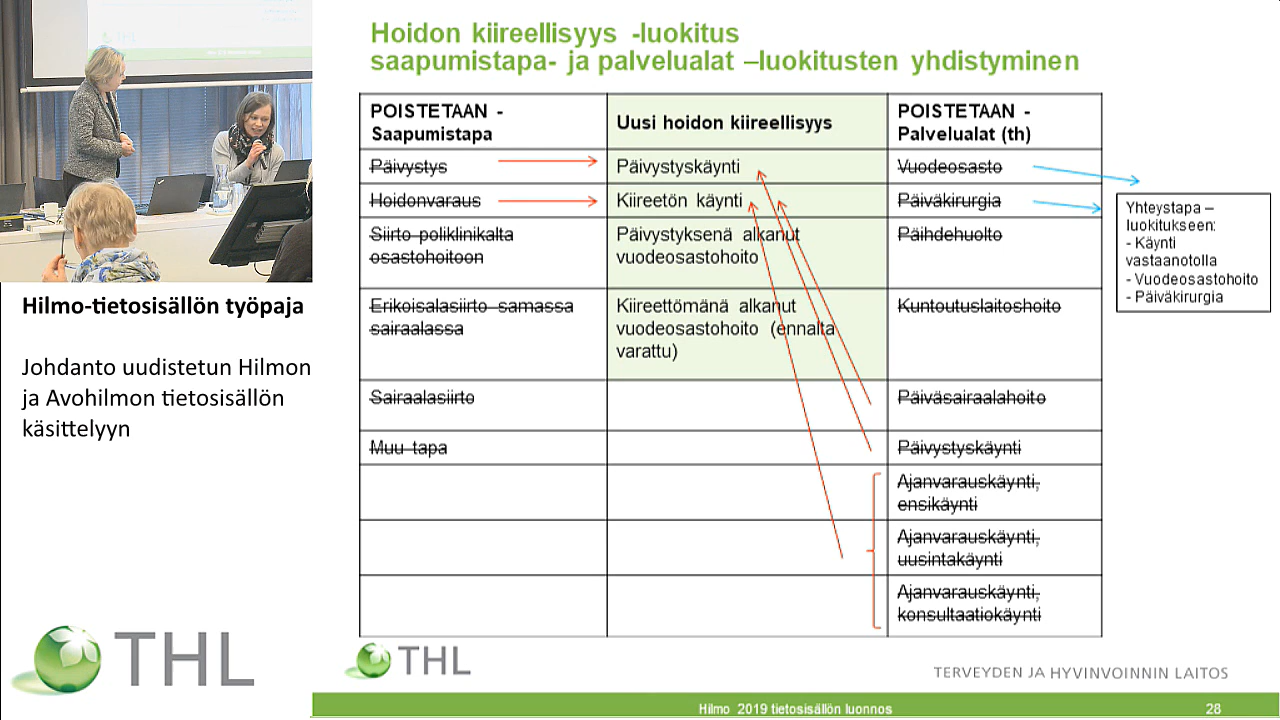 Hoidon kiireellisyys -luokitus
saapumistapa- ja palvelualat –luokitusten yhdistyminen
POISTETAAN -
Saapumistapa
Uusi hoidon kiireellisyys
POISTETAAN -
Palvelualat (th)
Päivystys
Päivystyskäynti
Vuodeosasto
Hoidonvaraus
Kiireetön käynti
Päiväkirurgia
Siirto poliklinikalta
osastohoitoon
Päivystyksenä alkanut
vuodeosastohoito
Päihdehuolto
Erikoisalasiirto samassa
sairaalassa
Kiireettömänä alkanut
vuodeosastohoito (ennalta
varattu)
Kuntoutuslaitoshoito
Sairaalasiirto
Päiväsairaalahoito
Muu tapa
Päivystyskäynti
Ajanvarauskäynti,
ensikäynti
Ajanvarauskäynti,
uusintakäynti
Ajanvarauskäynti,
konsultaatiokäynti
Yhteystapa –
luokitukseen:
- Käynti
vastaanotolla
- Vuodeosastohoito
- Päiväkirurgia
Hilmo-tietosisällön työpaja
Johdanto uudistetun Hilmon
ja Avohilmon tietosisällön
käsittelyyn
THL
THL
TERVEYDEN JA HYVINVOINNIN LAITOS
Hilmo 2019 tietosisällön luonnos
28